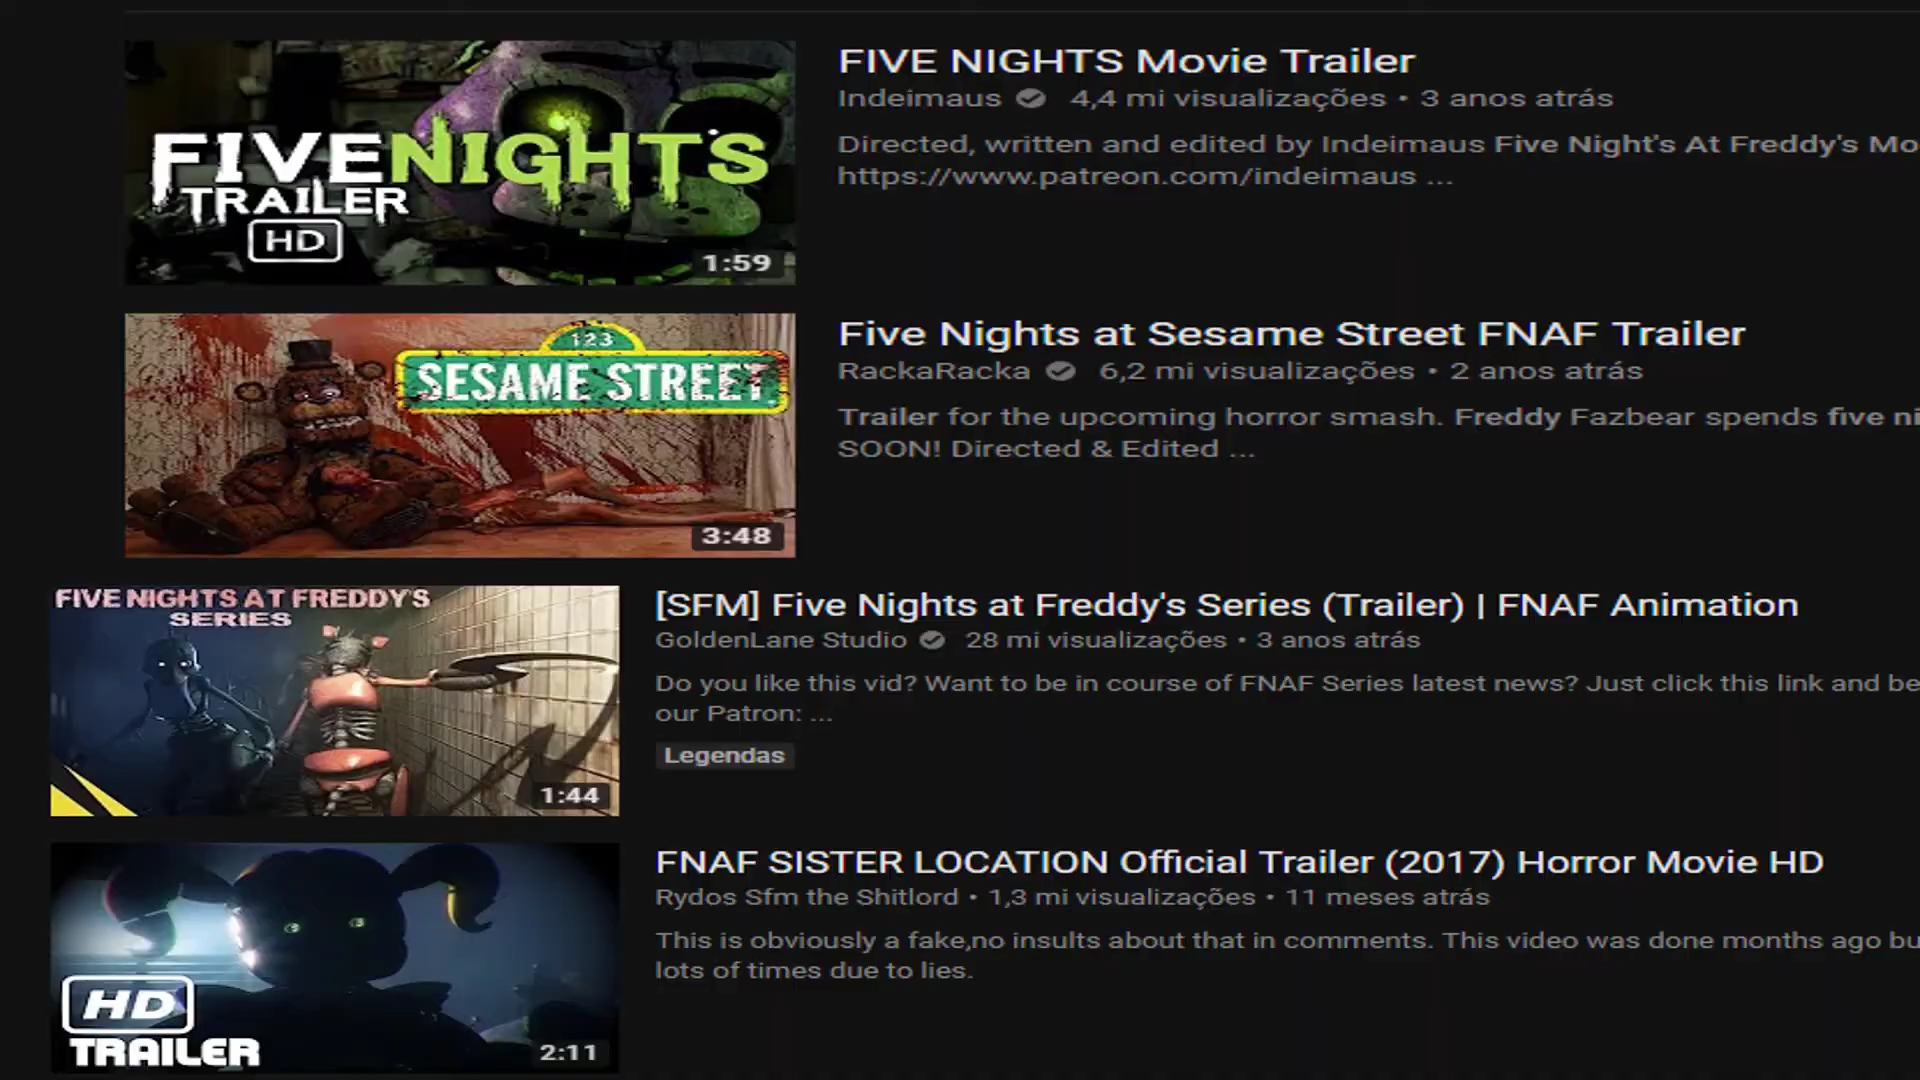 FIVENIGHTS
TRAILER
HD
1:59
FIVE NIGHTS Movie Trailer
Indeimaus 4,4 mi visualizações • 3 anos atrás
Directed, written and edited by Indeimaus Five Night's At Freddy's Mo
https://www.patreon.com/indeimaus ...
123
SESAME STREET
3:48
Five Nights at Sesame Street FNAF Trailer
RackaRacka 6,2 mi visualizações • 2 anos atrás
Trailer for the upcoming horror smash. Freddy Fazbear spends five ni
SOON! Directed & Edited ...
FIVE NIGHTS AT FREDDY'S
SERIES
1:44
[SFM] Five Nights at Freddy's Series (Trailer) | FNAF Animation
GoldenLane Studio 28 mi visualizações • 3 anos atrás
Do you like this vid? Want to be in course of FNAF Series latest news? Just click this link and be
our Patron: ...
Legendas
HD
TRAILER
2:11
FNAF SISTER LOCATION Official Trailer (2017) Horror Movie HD
Rydos Sfm the Shitlord • 1,3 mi visualizações • 11 meses atrás
This is obviously a fake,no insults about that in comments. This video was done months ago bu
lots of times due to lies.